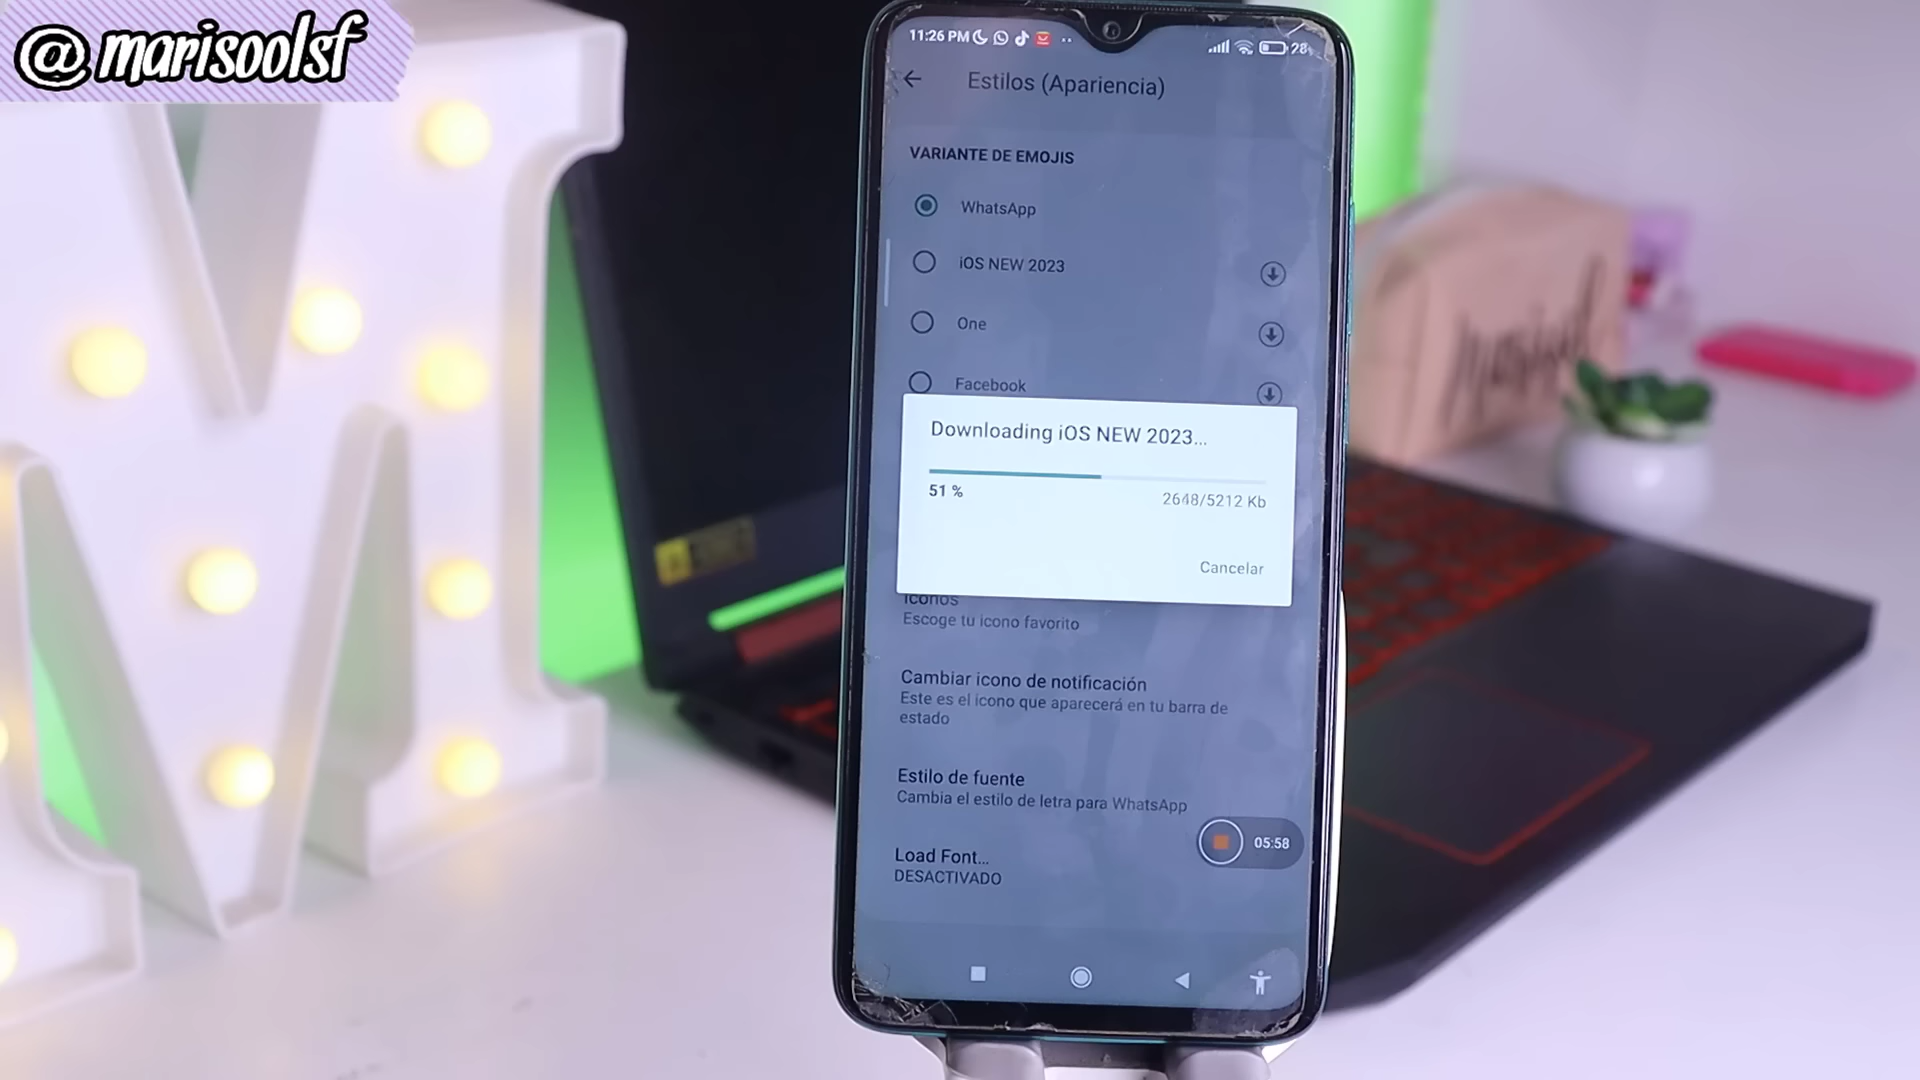 @marisoolsf
11:26 PM
28
Estilos (Apariencia)
VARIANTE DE EMOJIS
WhatsApp
iOS NEW 2023
One
Facebook
Downloading iOS NEW 2023...
51 %
2648/5212 Kb
Cancelar
Iconos
Escoge tu icono favorito
Cambiar icono de notificación
Este es el icono que aparecerá en tu barra de
estado
Estilo de fuente
Cambia el estilo de letra para WhatsApp
05:58
Load Font...
DESACTIVADO